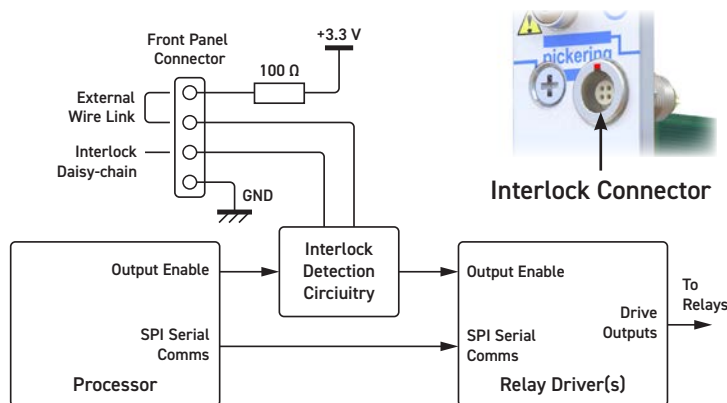 +3.3 V
Front Panel
Connector
100 Ω
External
Wire Link
Interlock
Daisy-chain
GND
pickering
Interlock Connector
Output Enable
Interlock
Detection
Circiuitry
Output Enable
To
Relays
Drive
Outputs
SPI Serial
Comms
SPI Serial
Comms
Processor
Relay Driver(s)